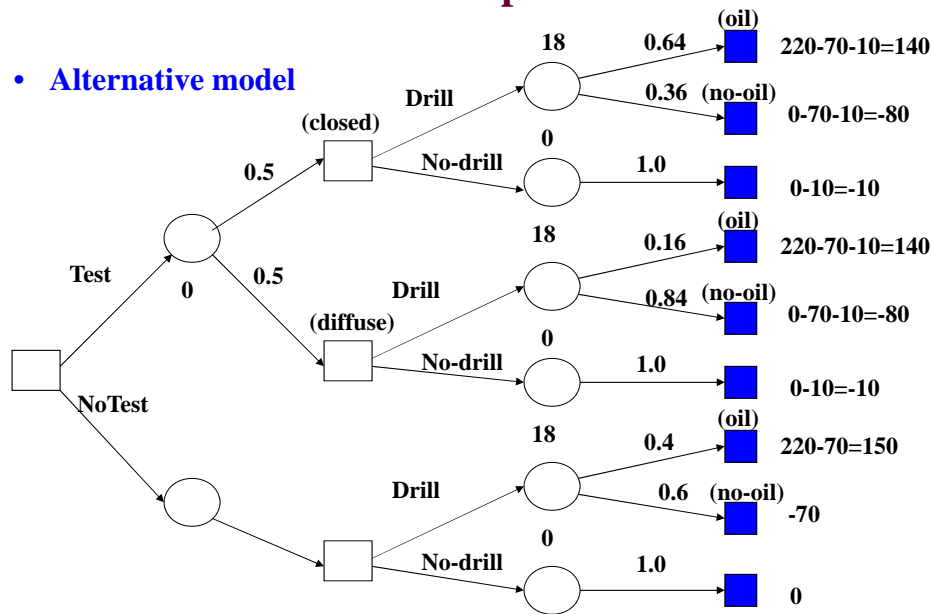 • Alternative model
Test
NoTest
0
0.5
0.5
(closed)
(diffuse)
Drill
No-drill
18
0.64
(oil)
220-70-10=140
0.36
(no-oil)
0-70-10=-80
0
1.0
0-10=-10
Drill
No-drill
18
0.16
(oil)
220-70-10=140
0.84
(no-oil)
0-70-10=-80
0
1.0
0-10=-10
Drill
No-drill
18
0.4
(oil)
220-70=150
0.6
(no-oil)
-70
0
1.0
0